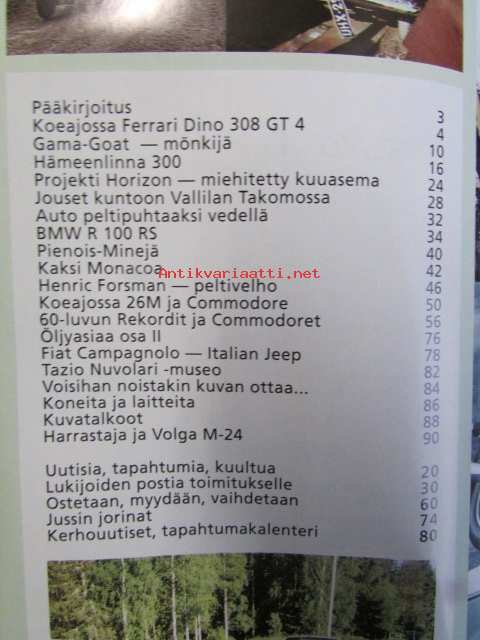 UHX-2
Pääkirjoitus 3
Koeajossa Ferrari Dino 308 GT 4 4
Gama-Goat — mönkijä 10
Hämeenlinna 300 16
Projekti Horizon — miehitetty kuuasema 24
Jouset kuntoon Vallilan Takomossa 28
Auto peltipuhtaaksi vedellä 32
BMW R 100 RS 34
Pienois-Minejä 40
Kaksi Monacoa 42
Antikvariaatti.net
Henric Forsman — peltivelho 46
Koeajossa 26M ja Commodore 50
60-luvun Rekordit ja Commodoret 56
Öljyasiaa osa II 76
Fiat Campagnolo — Italian Jeep 78
Tazio Nuvolari -museo 82
Voisihan noistakin kuvan ottaa... 84
Koneita ja laitteita 86
Kuvatalkoot 88
Harrastaja ja Volga M-24 90
Uutisia, tapahtumia, kuultua 20
Lukijoiden postia toimitukselle 30
Ostetaan, myydään, vaihdetaan 60
Jussin jorinat 74
Kerhouutiset, tapahtumakalenteri 80